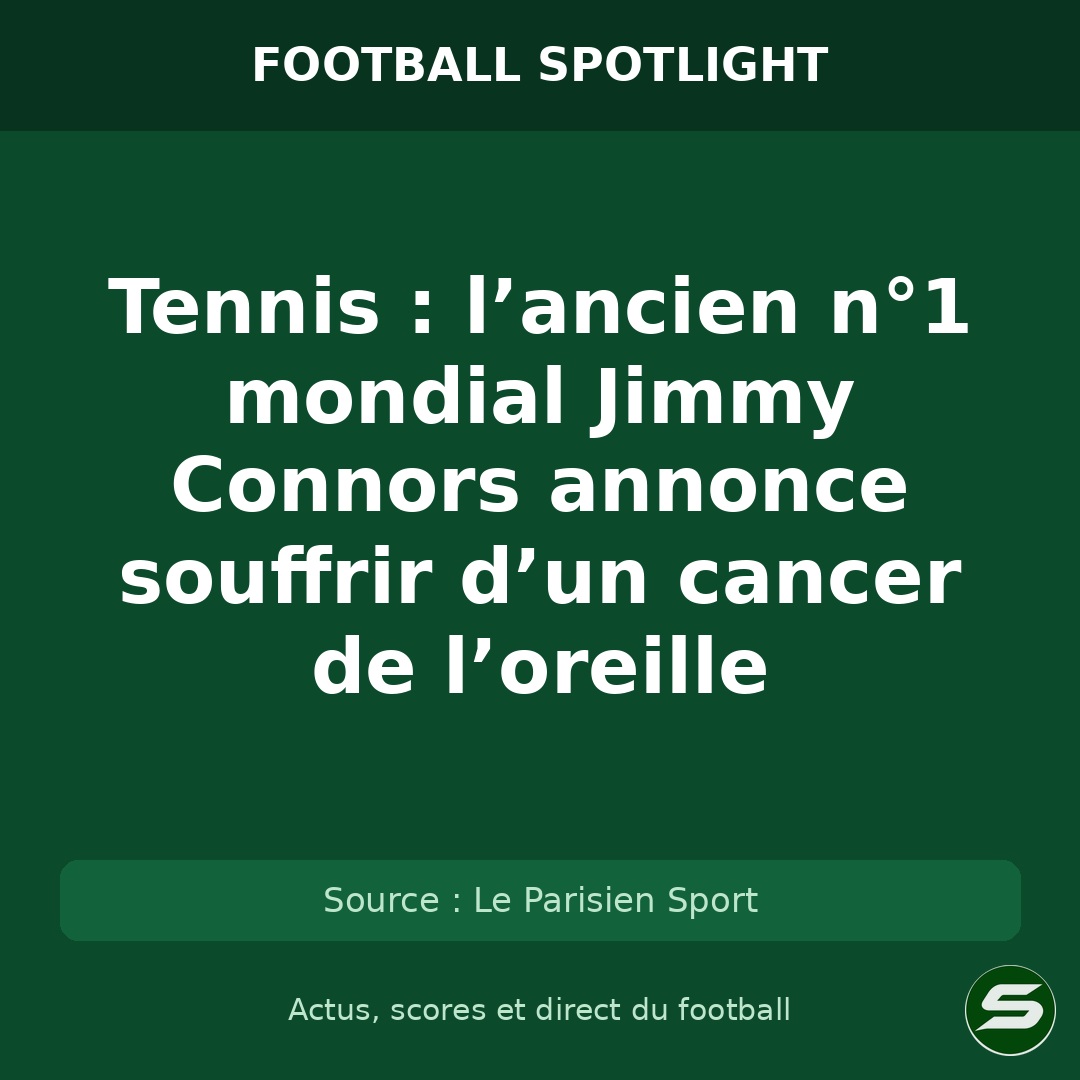 FOOTBALL SPOTLIGHT
Tennis : l’ancien n°1
mondial Jimmy
Connors annonce
souffrir d’un cancer
de l’oreille
Source : Le Parisien Sport
Actus, scores et direct du football